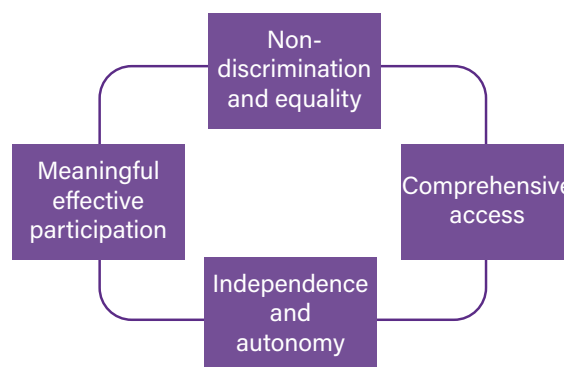 Non-
discrimination
and equality
Meaningful
effective
participation
Comprehensive
access
Independence
and
autonomy